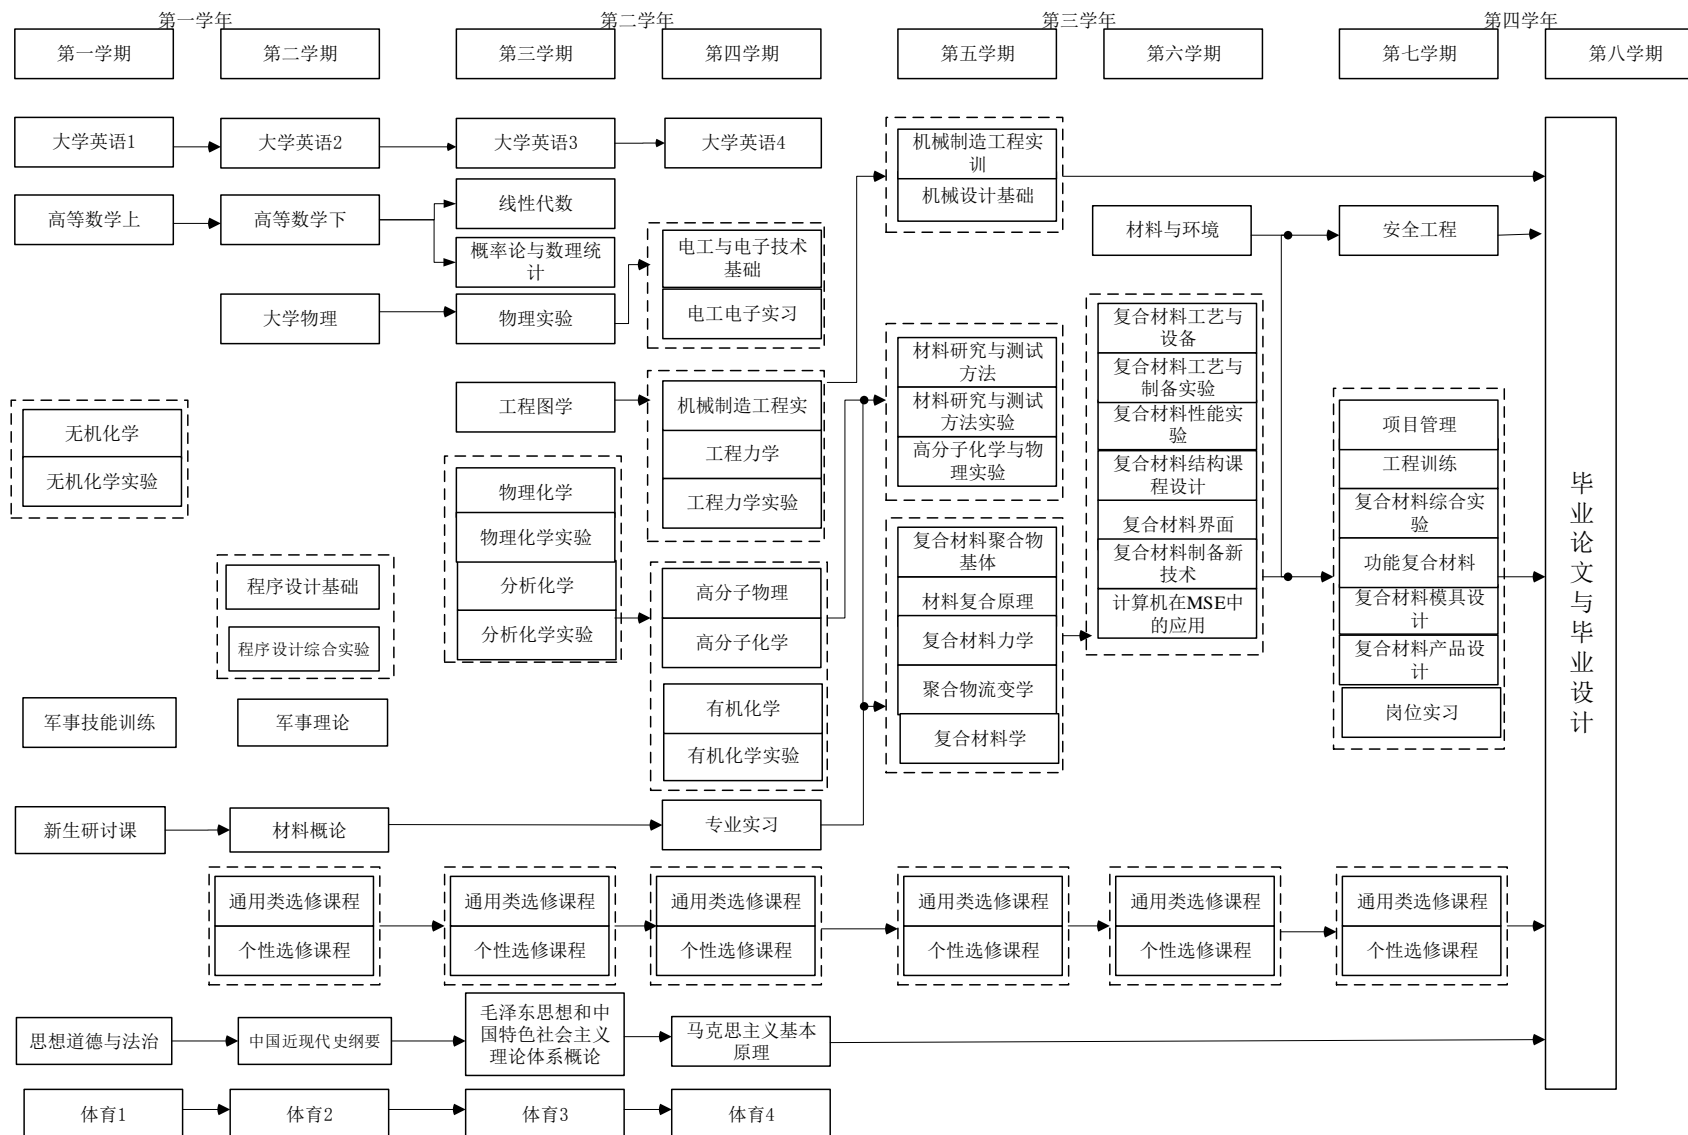 第一学年
第二学年
第三学年
第四学年
第一学期
第二学期
第三学期
第四学期
第五学期
第六学期
第七学期
第八学期
大学英语1
大学英语2
大学英语3
大学英语4
高等数学上
高等数学下
线性代数
概率论与数理统
计
大学物理
物理实验
电工与电子技术
基础
电工电子实习
机械制造工程实
训
机械设计基础
材料与环境
安全工程
工程图学
机械制造工程实
工程力学
工程力学实验
无机化学
无机化学实验
物理化学
物理化学实验
分析化学
分析化学实验
程序设计基础
程序设计综合实验
高分子物理
高分子化学
有机化学
有机化学实验
材料研究与测试
方法
材料研究与测试
方法实验
高分子化学与物
理实验
复合材料聚合物
基体
材料复合原理
复合材料力学
聚合物流变学
复合材料学
复合材料工艺与
设备
复合材料工艺与
制备实验
复合材料性能实
验
复合材料结构课
程设计
复合材料界面
复合材料制备新
技术
计算机在MSE中
的应用
项目管理
工程训练
复合材料综合实
验
功能复合材料
复合材料模具设
计
复合材料产品设
计
岗位实习
毕业论文与毕业设计
军事技能训练
军事理论
新生研讨课
材料概论
专业实习
通用类选修课程
个性选修课程
通用类选修课程
个性选修课程
通用类选修课程
个性选修课程
通用类选修课程
个性选修课程
通用类选修课程
个性选修课程
通用类选修课程
个性选修课程
思想道德与法治
中国近现代史纲要
毛泽东思想和中
国特色社会主义
理论体系概论
马克思主义基本
原理
体育1
体育2
体育3
体育4